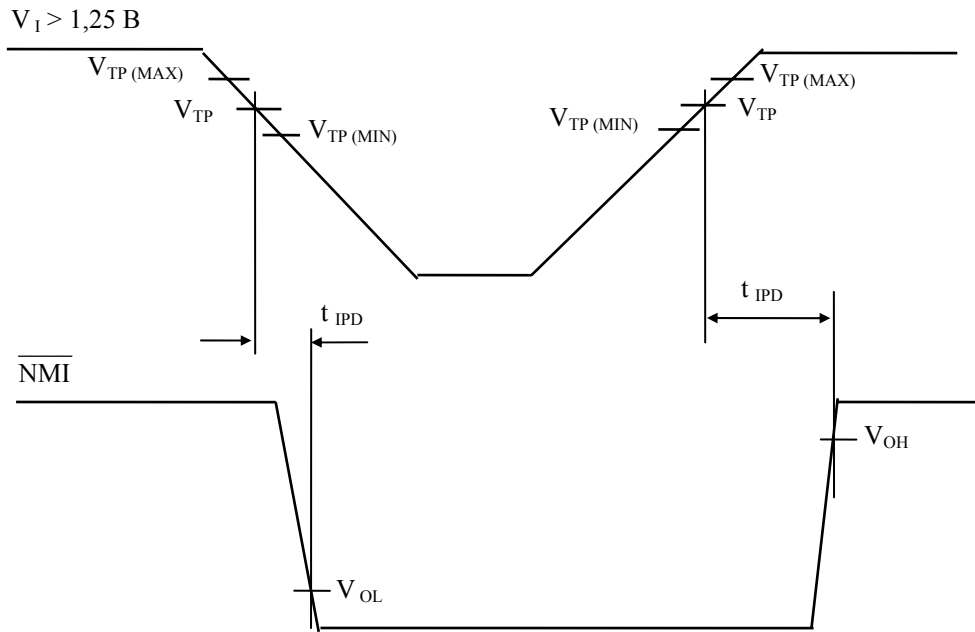 V I > 1,25 В
V TP (MAX)
V TP (MAX)
V TP
V TP
V TP (MIN)
V TP (MIN)
t IPD
t IPD
NMI
V OH
V OL